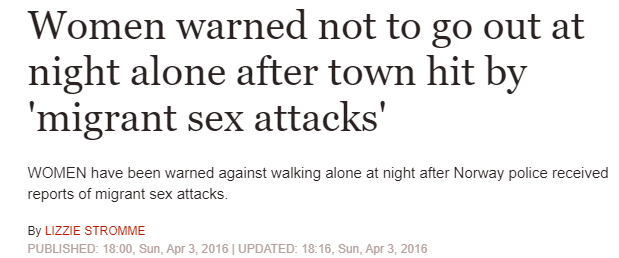 Women warned not to go out at
night alone after town hit by
'migrant sex attacks'
WOMEN have been warned against walking alone at night after Norway police received
reports of migrant sex attacks.
By LIZZIE STROMME
PUBLISHED: 18:00, Sun, Apr 3, 2016 | UPDATED: 18:16, Sun, Apr 3, 2016